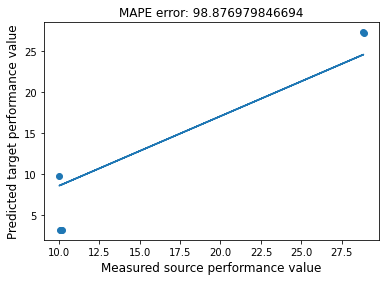 MAPE error: 98.876979846694
Predicted target performance value
25
20
15
10
5
10.0 12.5 15.0 17.5 20.0 22.5 25.0 27.5
Measured source performance value